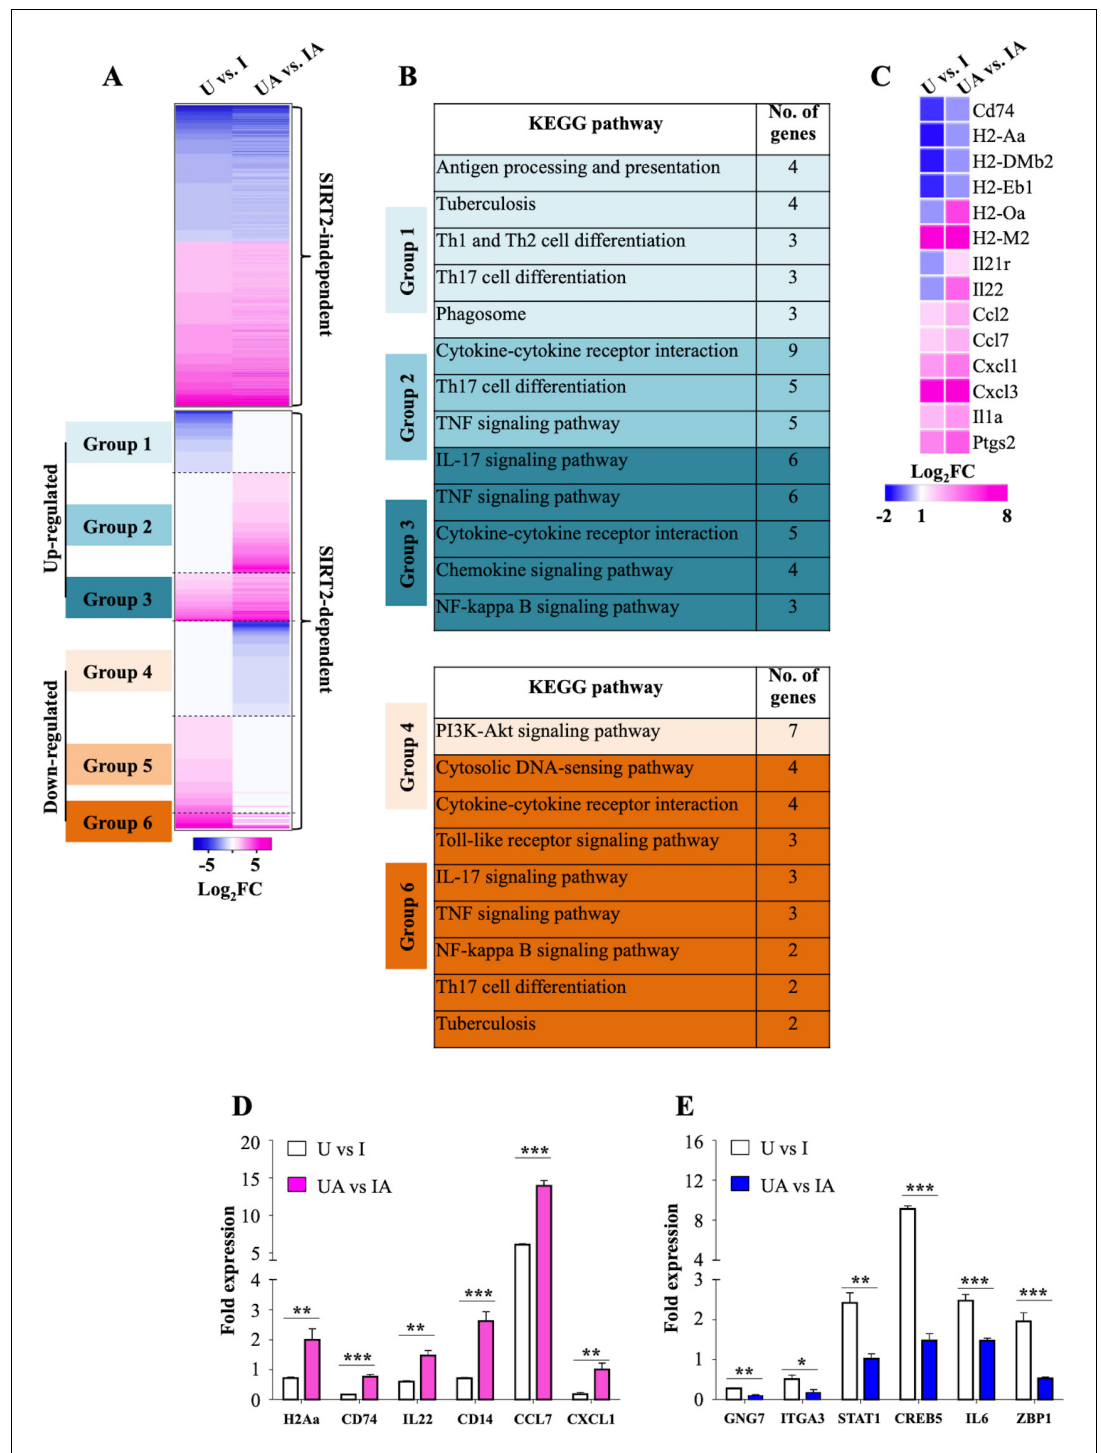 A
U vs. I
UA vs. IA
SIRT2-independent
SIRT2-dependent
Up-regulated
Group 1
Group 2
Group 3
Down-regulated
Group 4
Group 5
Group 6
-5
5
Log2FC
B
KEGG pathway
No. of
genes
Group 1
Antigen processing and presentation 4
Tuberculosis 4
Th1 and Th2 cell differentiation 3
Th17 cell differentiation 3
Phagosome 3
Group 2
Cytokine-cytokine receptor interaction 9
Th17 cell differentiation 5
TNF signaling pathway 5
Group 3
IL-17 signaling pathway 6
TNF signaling pathway 6
Cytokine-cytokine receptor interaction 5
Chemokine signaling pathway 4
NF-kappa B signaling pathway 3
KEGG pathway
No. of
genes
Group 4
PI3K-Akt signaling pathway 7
Group 6
Cytosolic DNA-sensing pathway 4
Cytokine-cytokine receptor interaction 4
Toll-like receptor signaling pathway 3
IL-17 signaling pathway 3
TNF signaling pathway 3
NF-kappa B signaling pathway 2
Th17 cell differentiation 2
Tuberculosis 2
C
U vs. I
UA vs. IA
Cd74
H2-Aa
H2-DMb2
H2-Eb1
H2-Oa
H2-M2
Il21r
Il22
Ccl2
Ccl7
Cxcl1
Cxcl3
Il1a
Ptgs2
Log2FC
-2 1 8
D
Fold expression
20
15
10
5
4
3
2
1
0
U vs I
UA vs IA
**
***
**
***
***
**
H2Aa CD74 IL22 CD14 CCL7 CXCL1
E
Fold expression
16
12
8
4
3
2
1
0
U vs I
UA vs IA
**
*
**
***
***
***
GNG7 ITGA3 STAT1 CREB5 IL6 ZBP1